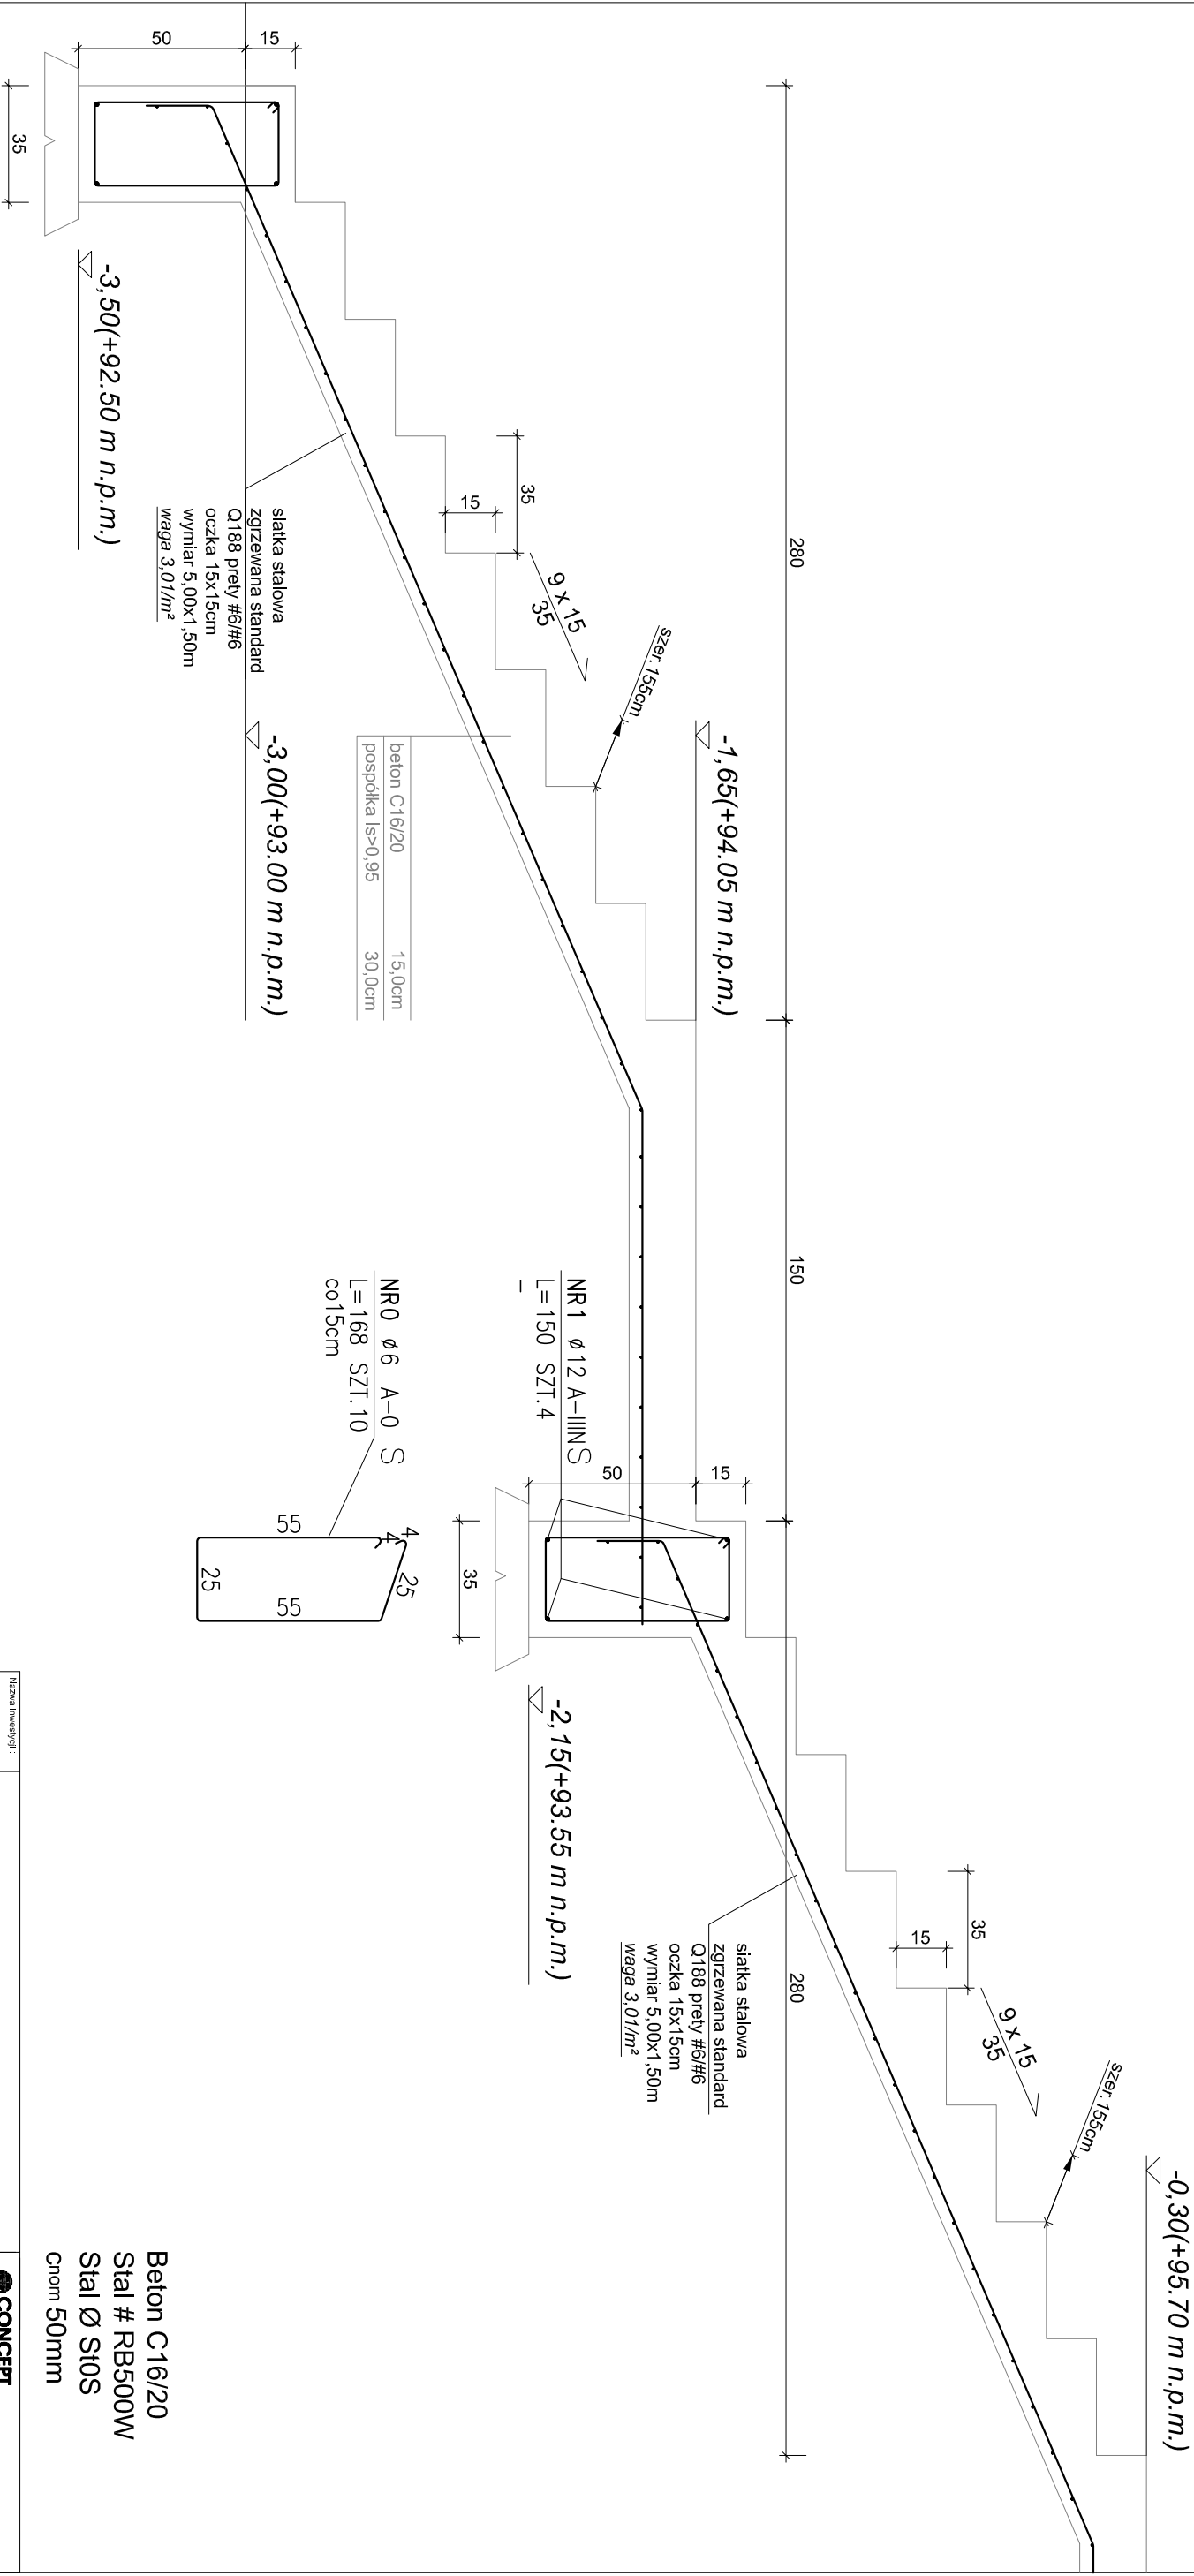 50
15
35
-3,50(+92.50 m n.p.m.)
siatka stalowa
zgrzewana standard
Q188 prety #6/#6
oczka 15x15cm
wymiar 5,00x1,50m
waga 3,01/m²
280
35
15
9 x 15
35
szer. 155cm
-1,65(+94.05 m n.p.m.)
-3,00(+93.00 m n.p.m.)
beton C16/20 15,0cm
pospółka Is>0,95 30,0cm
150
NR1 ø12 A-IIINS
L=150 SZT.4
–
NR0 ø6 A-0 S
L=168 SZT.10
co15cm
50
15
35
55
4
4
25
25
55
-2,15(+93.55 m n.p.m.)
siatka stalowa
zgrzewana standard
Q188 prety #6/#6
oczka 15x15cm
wymiar 5,00x1,50m
waga 3,01/m²
280
35
15
9 x 15
35
szer. 155cm
-0,30(+95.70 m n.p.m.)
Beton C16/20
Stal # RB500W
Stal Ø St0S
cnom 50mm
Nazwa Inwestycji :
CONCEPT